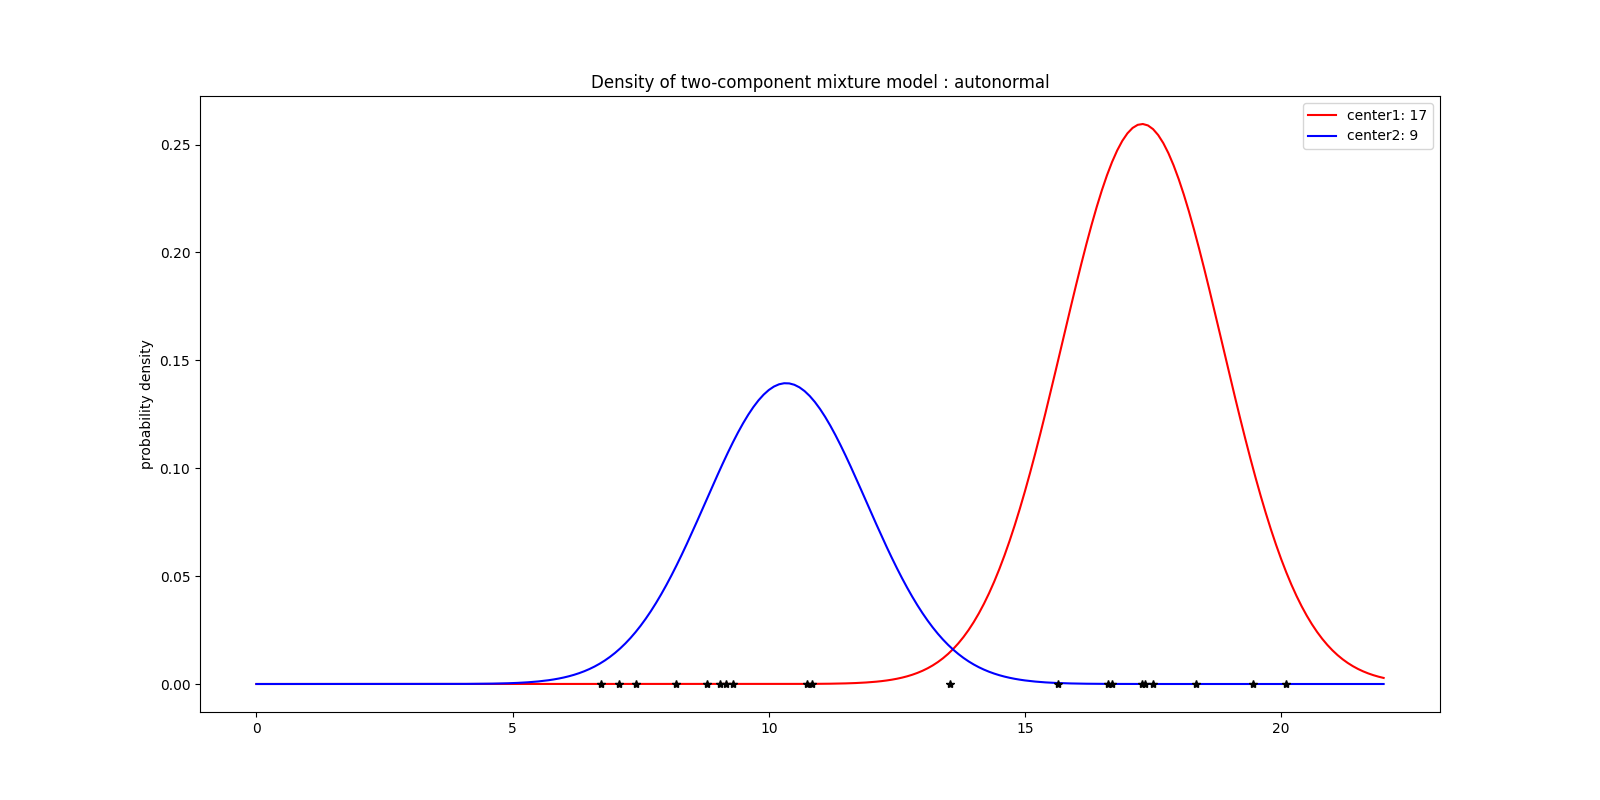 Density of two-component mixture model : autonormal
center1: 17
center2: 9
probability density
0.25
0.20
0.15
0.10
0.05
0.00
0
5
10
15
20